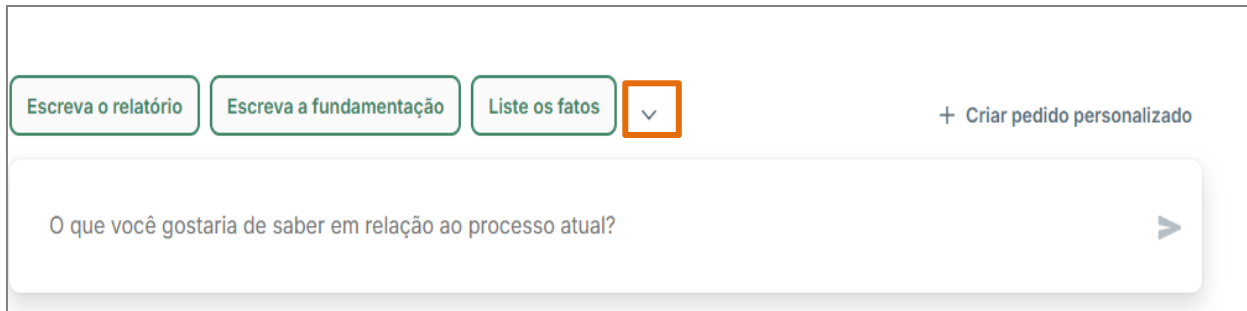 Escreva o relatório
Escreva a fundamentação
Liste os fatos
+ Criar pedido personalizado
O que você gostaria de saber em relação ao processo atual?